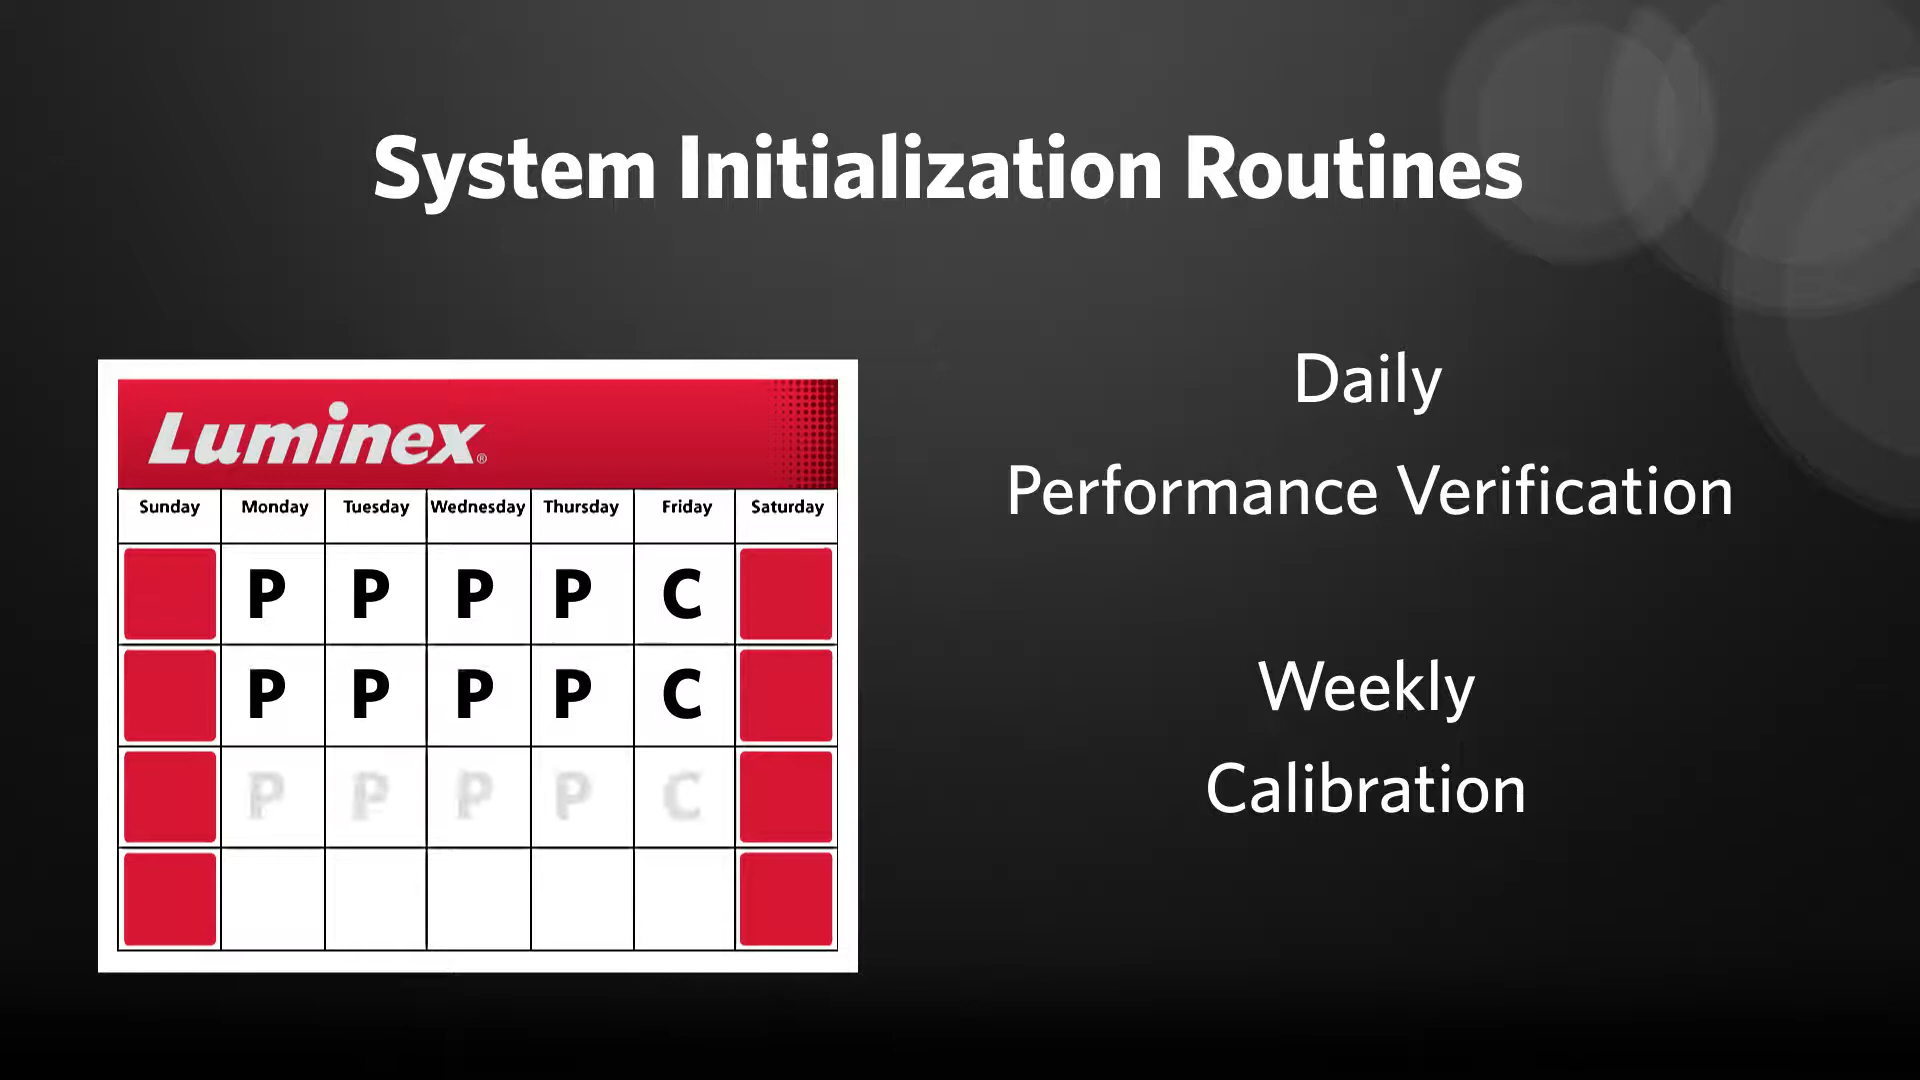 System Initialization Routines
Luminex®
Sunday Monday Tuesday Wednesday Thursday Friday Saturday
P P P P C
P P P P C
P P P P C
Daily
Performance Verification
Weekly
Calibration